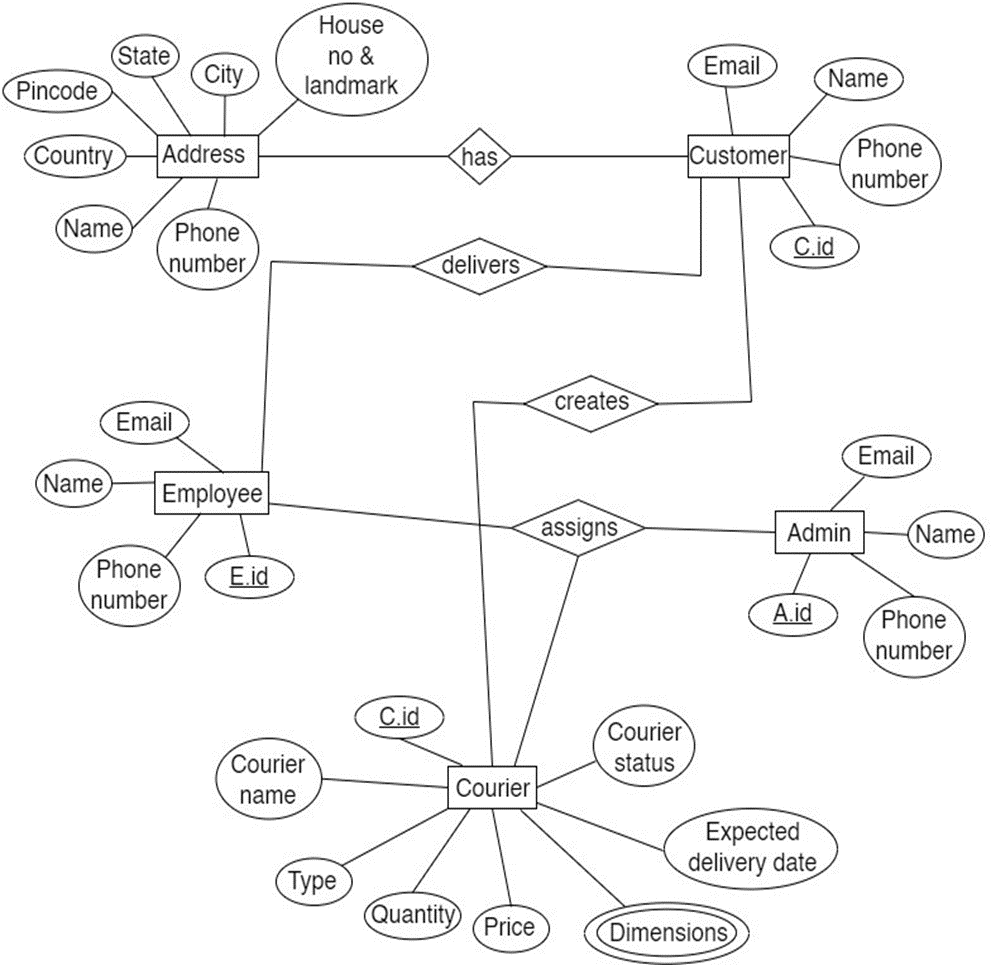 House
no &
landmark
State
City
Pincode
Email
Name
Country
Address
has
Customer
Phone
number
Name
Phone
number
C.id
delivers
creates
Email
Name
Employee
Email
assigns
Admin
Name
Phone
number
E.id
A.id
Phone
number
C.id
Courier
status
Courier
name
Courier
Expected
delivery date
Type
Quantity
Price
Dimensions